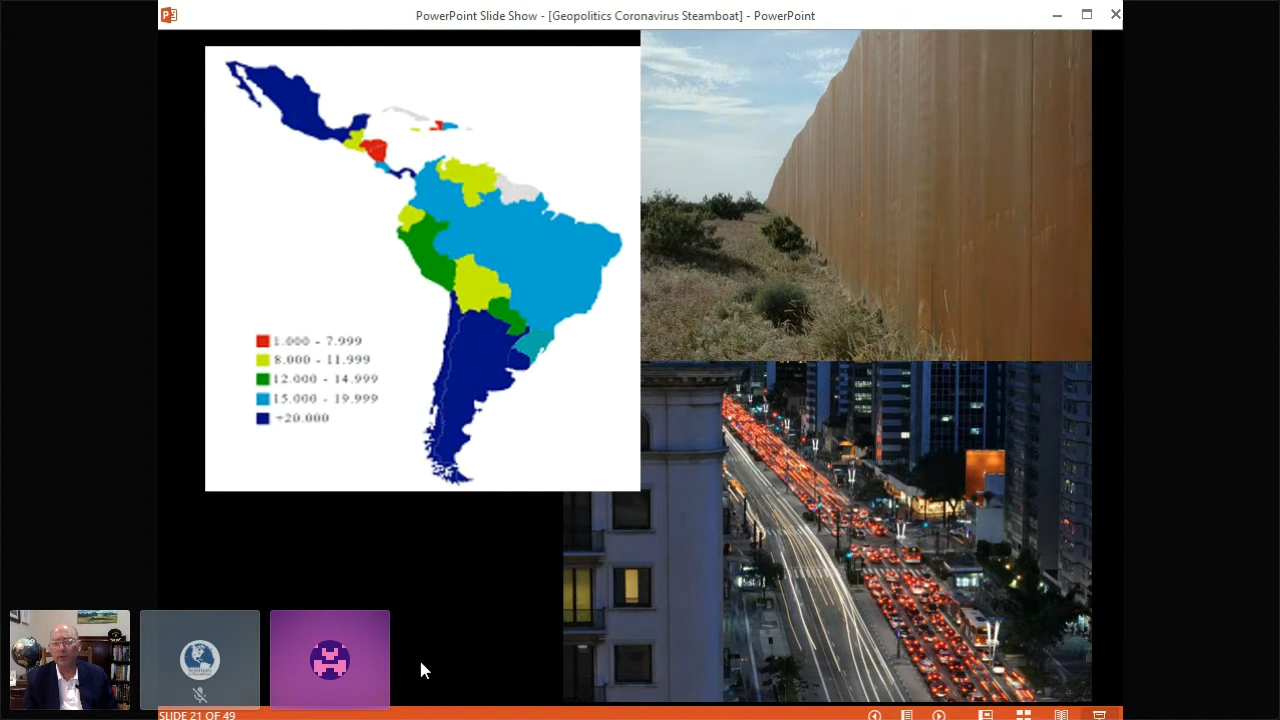 PowerPoint Slide Show - [Geopolitics Coronavirus Steamboat] - PowerPoint
1.000 - 7.999
8.000 - 11.999
12.000 - 14.999
15.000 - 19.999
+20.000
SLIDE 21 OF 49